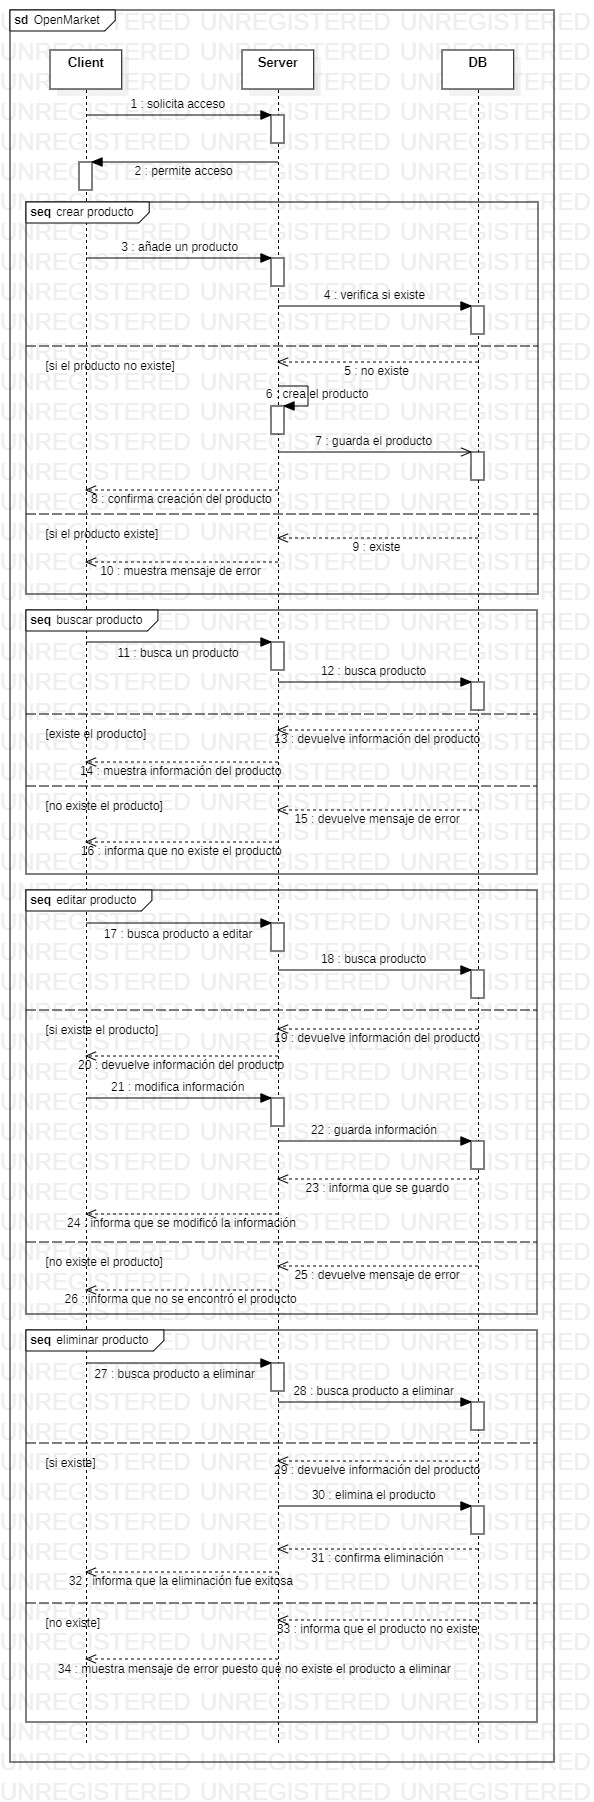 sd OpenMarket
Client
Server
DB
1 : solicita acceso
2 : permite acceso
seq crear producto
3 : añade un producto
4 : verifica si existe
[si el producto no existe]
5 : no existe
6 : crea el producto
7 : guarda el producto
8 : confirma creación del producto
[si el producto existe]
9 : existe
10 : muestra mensaje de error
seq buscar producto
11 : busca un producto
12 : busca producto
[existe el producto]
13 : devuelve información del producto
14 : muestra información del producto
[no existe el producto]
15 : devuelve mensaje de error
16 : informa que no existe el producto
seq editar producto
17 : busca producto a editar
18 : busca producto
[si existe el producto]
19 : devuelve información del producto
20 : devuelve información del producto
21 : modifica información
22 : guarda información
23 : informa que se guardo
24 : informa que se modificó la información
[no existe el producto]
25 : devuelve mensaje de error
26 : informa que no se encontró el producto
seq eliminar producto
27 : busca producto a eliminar
28 : busca producto a eliminar
[si existe]
29 : devuelve información del producto
30 : elimina el producto
31 : confirma eliminación
32 : informa que la eliminación fue exitosa
[no existe]
33 : informa que el producto no existe
34 : muestra mensaje de error puesto que no existe el producto a eliminar
UNREGISTERED UNREGISTERED UNREGISTERED